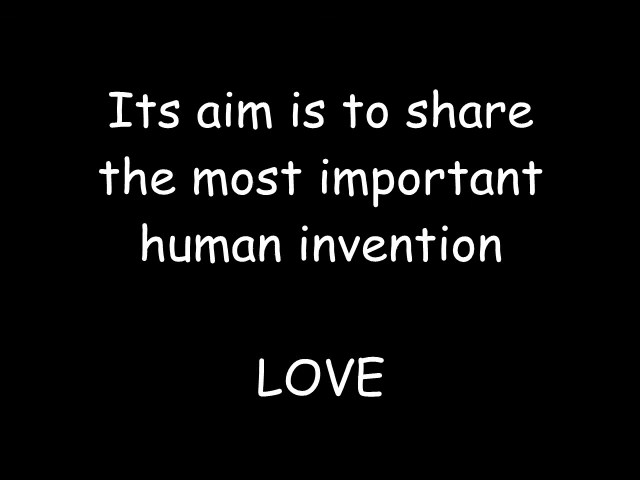 Its aim is to share
the most important
human invention
LOVE